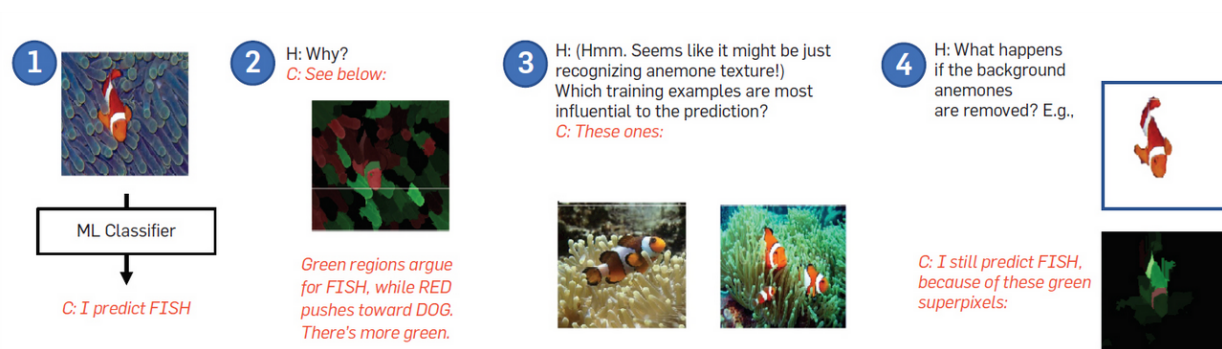 1
ML Classifier
C: I predict FISH
2
H: Why?
C: See below:
Green regions argue
for FISH, while RED
pushes toward DOG.
There's more green.
3
H: (Hmm. Seems like it might be just
recognizing anemone texture!)
Which training examples are most
influential to the prediction?
C: These ones:
4
H: What happens
if the background
anemones
are removed? E.g.,
C: I still predict FISH,
because of these green
superpixels: